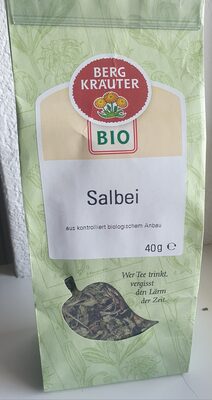 BERG
KRÄUTER
BIO
Salbei
aus kontrolliert biologischem Anbau
40g e
Wer Tee trinkt,
vergisst
den Lärm
der Zeit.